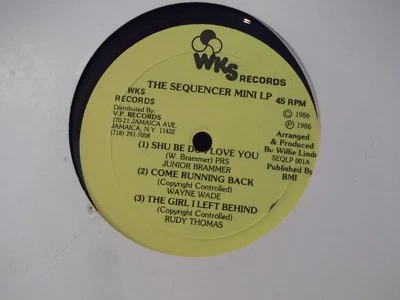 WKS RECORDS
THE SEQUENCER MINI LP
WKS
RECORDS
Distributed By:
V.P. RECORDS
170-21 JAMAICA AVE.
JAMAICA, N.Y. 11432
(718) 291-7058
45 RPM
© 1986
℗ 1986
Arranged
& Produced
By Willie Lindo
SEQLP 001A
Published By
BMI
(1) SHU BE DO I LOVE YOU
(W. Brammer) PRS
JUNIOR BRAMMER
(2) COME RUNNING BACK
(Copyright Controlled)
WAYNE WADE
(3) THE GIRL I LEFT BEHIND
(Copyright Controlled)
RUDY THOMAS